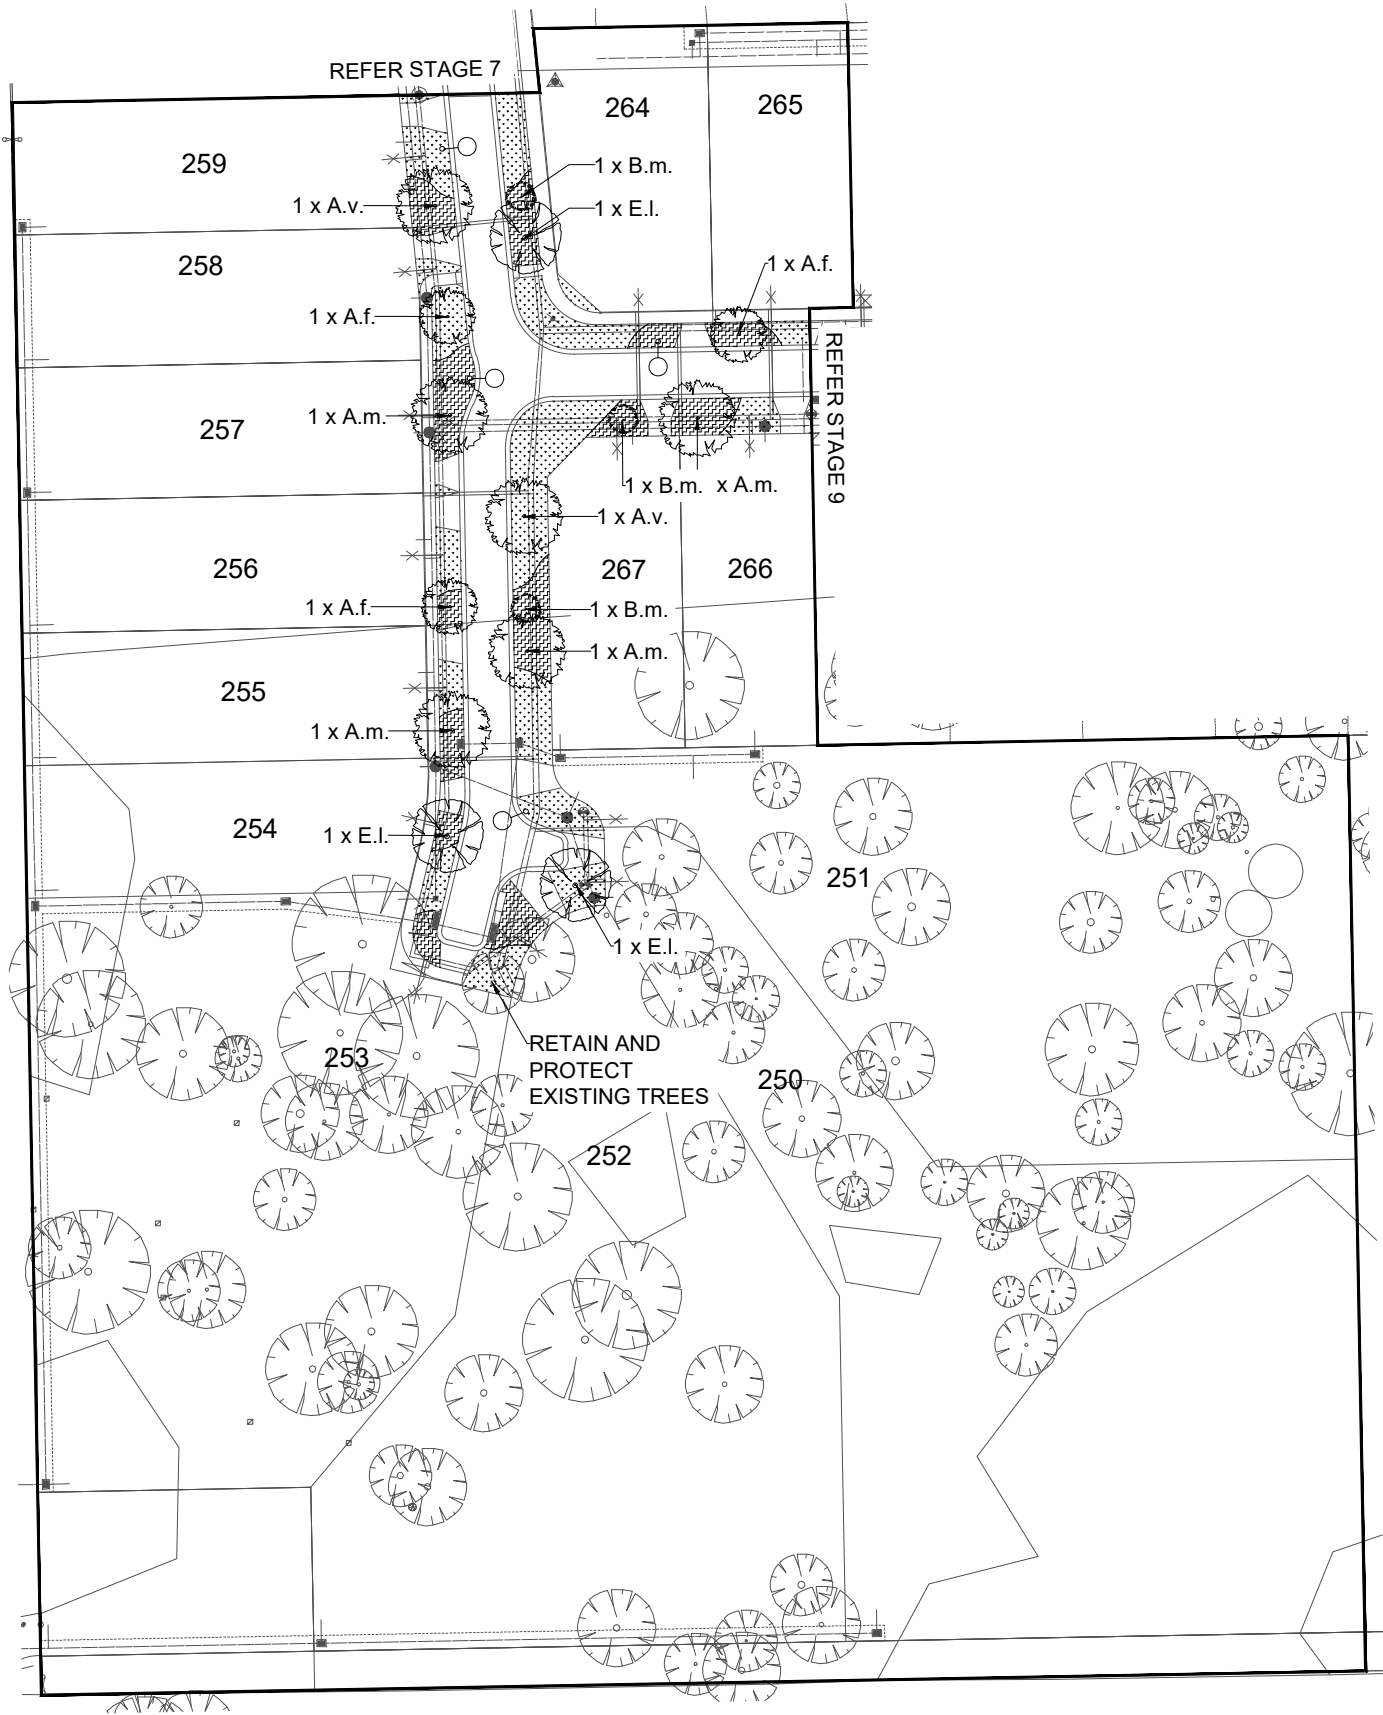 REFER STAGE 7
264
265
259
1 x B.m.
1 x A.v.
1 x E.l.
258
1 x A.f.
1 x A.f.
REFER STAGE 9
1 x A.m.
257
1 x B.m.
x A.m.
1 x A.v.
256
267
266
1 x A.f.
1 x B.m.
1 x A.m.
255
1 x A.m.
254
1 x E.l.
251
1 x E.l.
RETAIN AND
PROTECT
EXISTING TREES
253
250
252